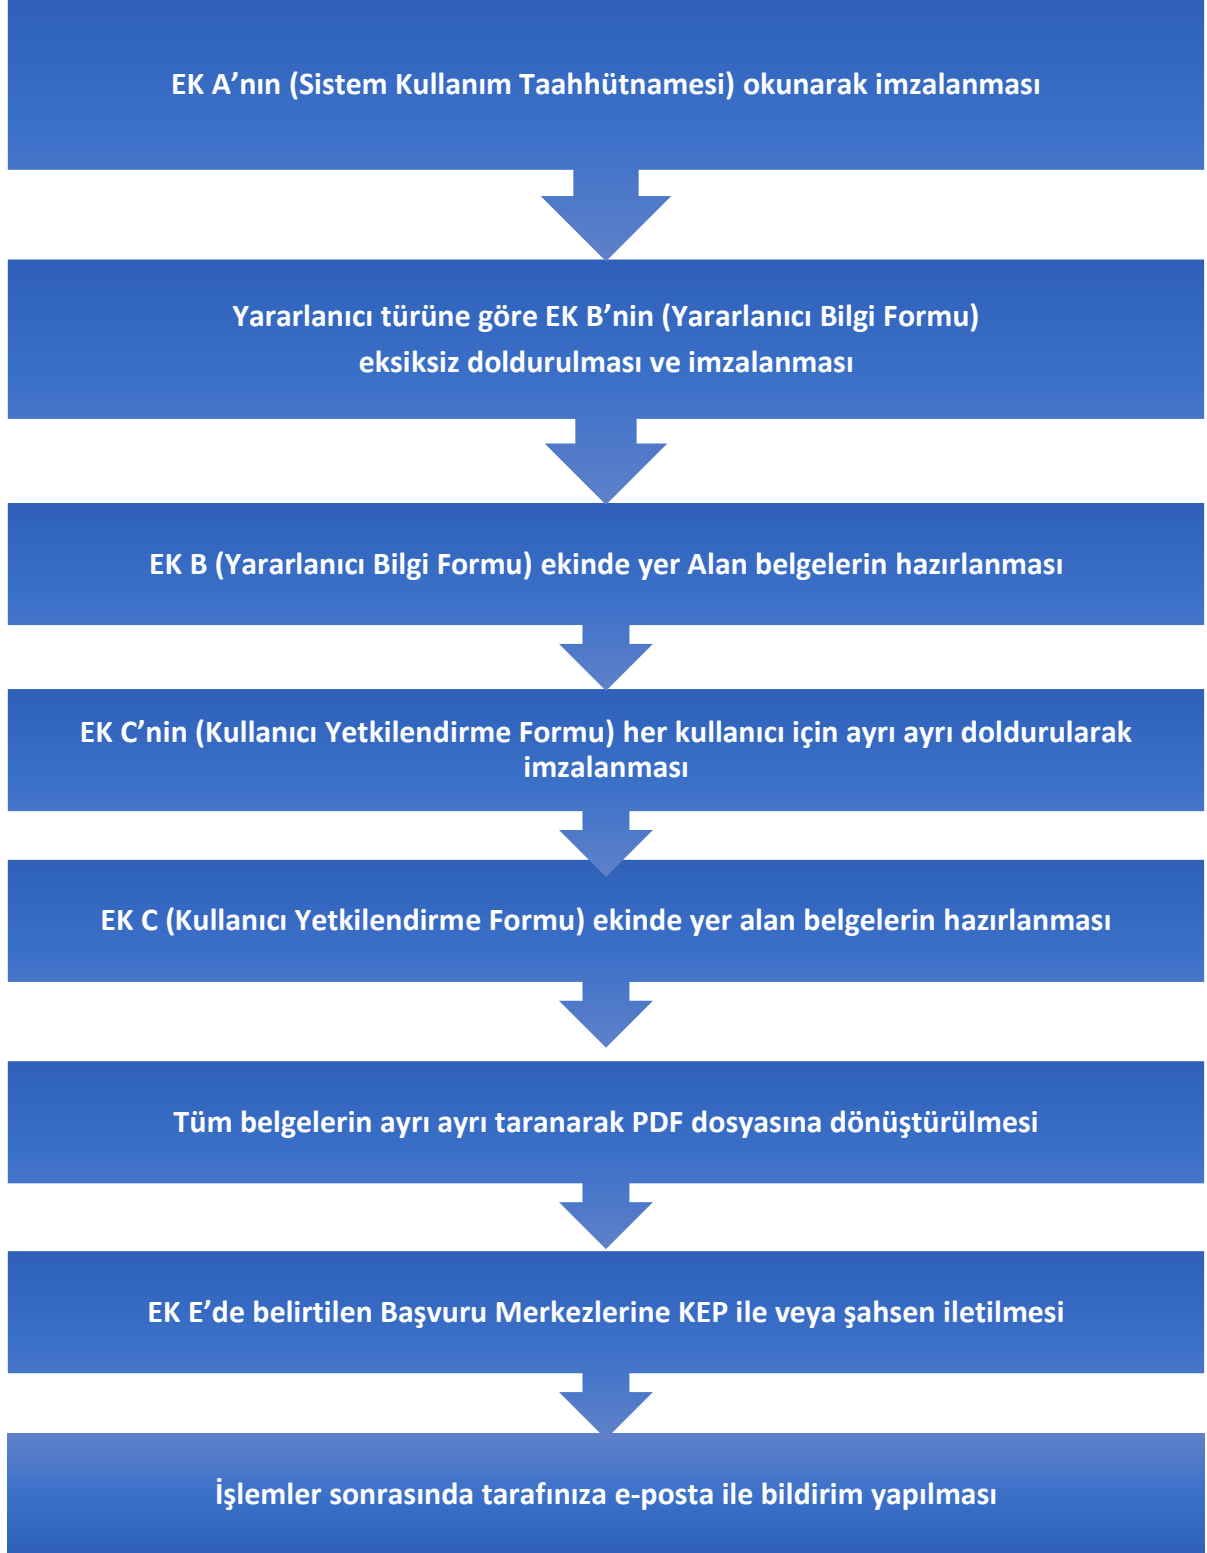 EK A’nın (Sistem Kullanım Taahhütnamesi) okunarak imzalanması
Yararlanıcı türüne göre EK B’nin (Yararlanıcı Bilgi Formu)
eksiksiz doldurulması ve imzalanması
EK B (Yararlanıcı Bilgi Formu) ekinde yer Alan belgelerin hazırlanması
EK C’nin (Kullanıcı Yetkilendirme Formu) her kullanıcı için ayrı ayrı doldurularak
imzalanması
EK C (Kullanıcı Yetkilendirme Formu) ekinde yer alan belgelerin hazırlanması
Tüm belgelerin ayrı ayrı taranarak PDF dosyasına dönüştürülmesi
EK E’de belirtilen Başvuru Merkezlerine KEP ile veya şahsen iletilmesi
İşlemler sonrasında tarafınıza e-posta ile bildirim yapılması